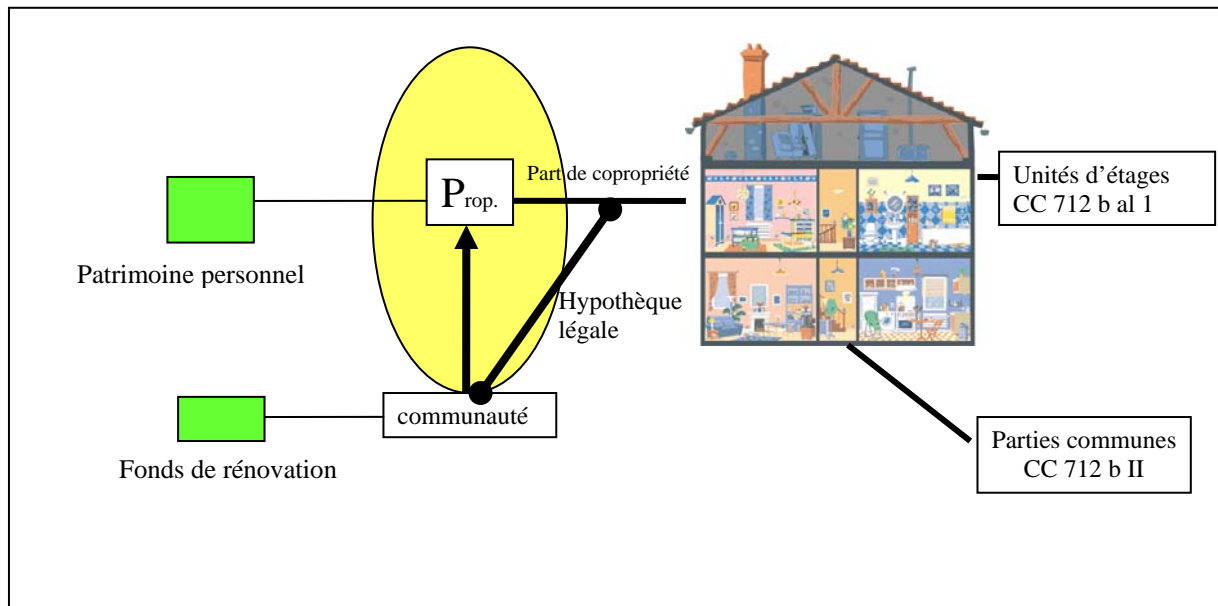 Part de copropriété
Prop.
Unités d'étages
CC 712 b al 1
Patrimoine personnel
Hypothèque
légale
communauté
Parties communes
CC 712 b II
Fonds de rénovation